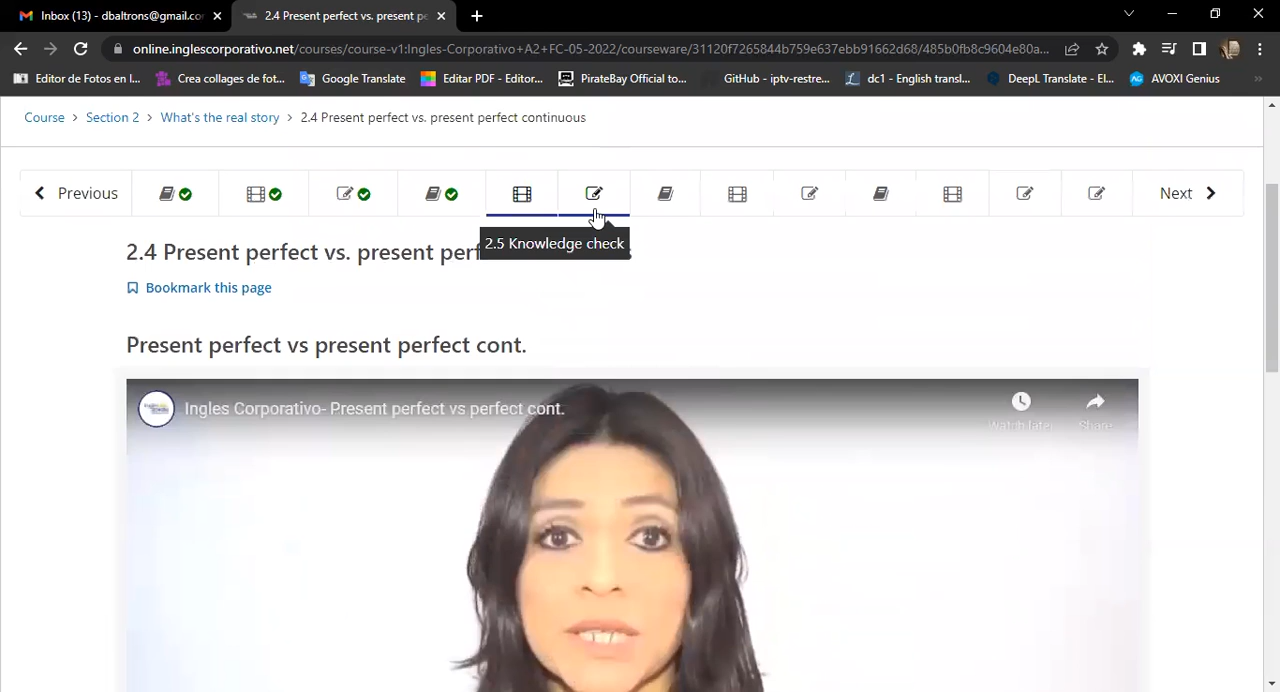 Inbox (13) - dbaltrons@gmail.co
2.4 Present perfect vs. present pe
online.inglescorporativo.net/courses/course-v1:Ingles-Corporativo+A2+FC-05-2022/courseware/31120f7265844b759e637ebb91662d68/485b0fb8c9604e80a...
Editor de Fotos en l... Crea collages de fot... Google Translate Editar PDF - Editor... PirateBay Official to... GitHub - iptv-restre... dc1 - English transl... DeepL Translate - El... AVOXI Genius »
Course > Section 2 > What's the real story > 2.4 Present perfect vs. present perfect continuous
Previous Next
2.5 Knowledge check
2.4 Present perfect vs. present perf
Bookmark this page
Present perfect vs present perfect cont.
Ingles Corporativo- Present perfect vs perfect cont.
Watch later Share